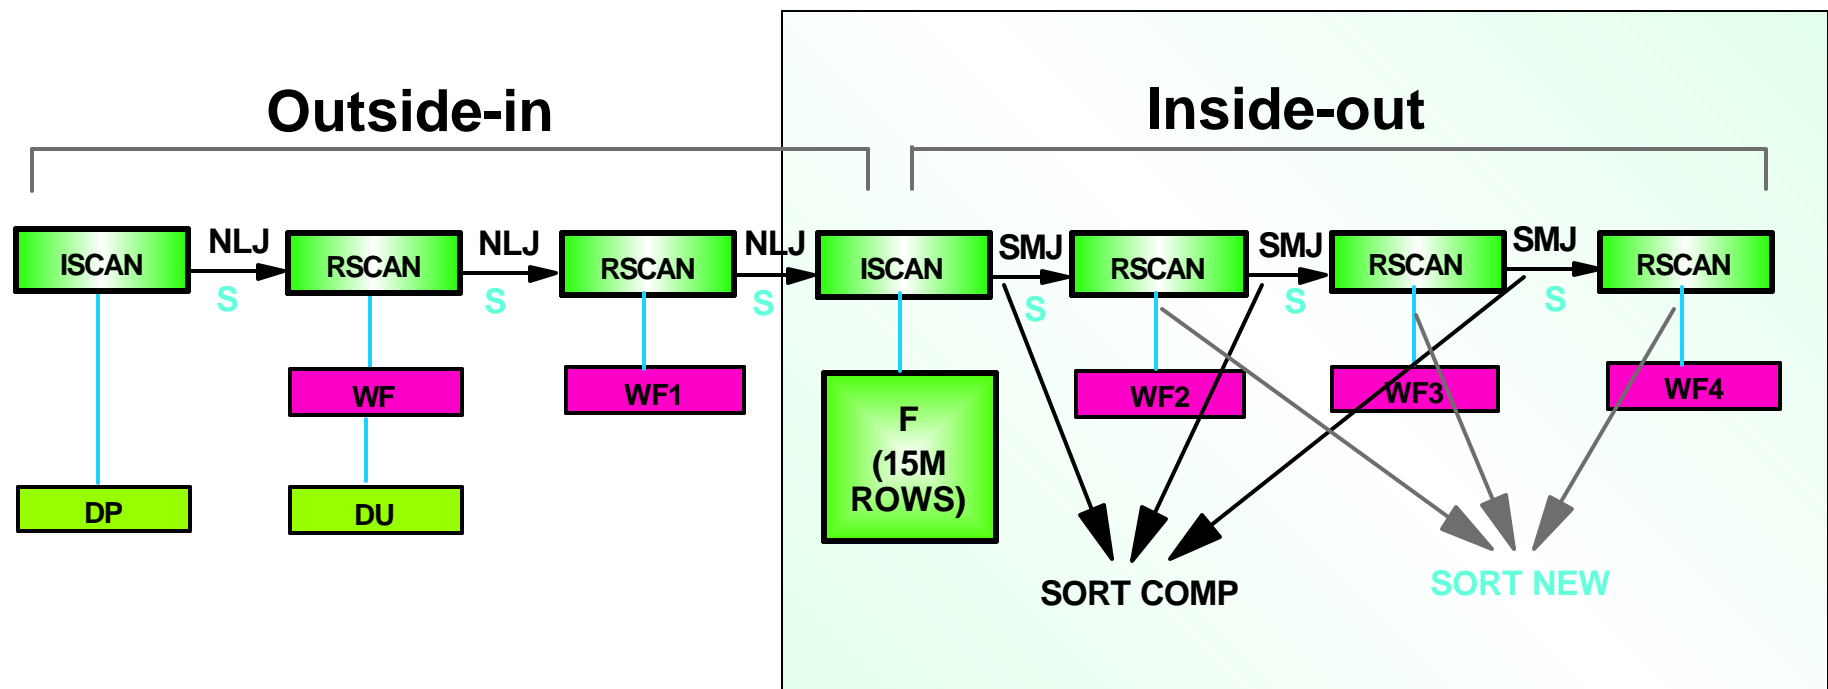 Outside-in
Inside-out
ISCAN
NLJ
S
RSCAN
NLJ
S
RSCAN
NLJ
S
ISCAN
SMJ
S
RSCAN
SMJ
S
RSCAN
SMJ
S
RSCAN
WF
WF1
WF2
WF3
WF4
F
(15M
ROWS)
DP
DU
SORT COMP
SORT NEW